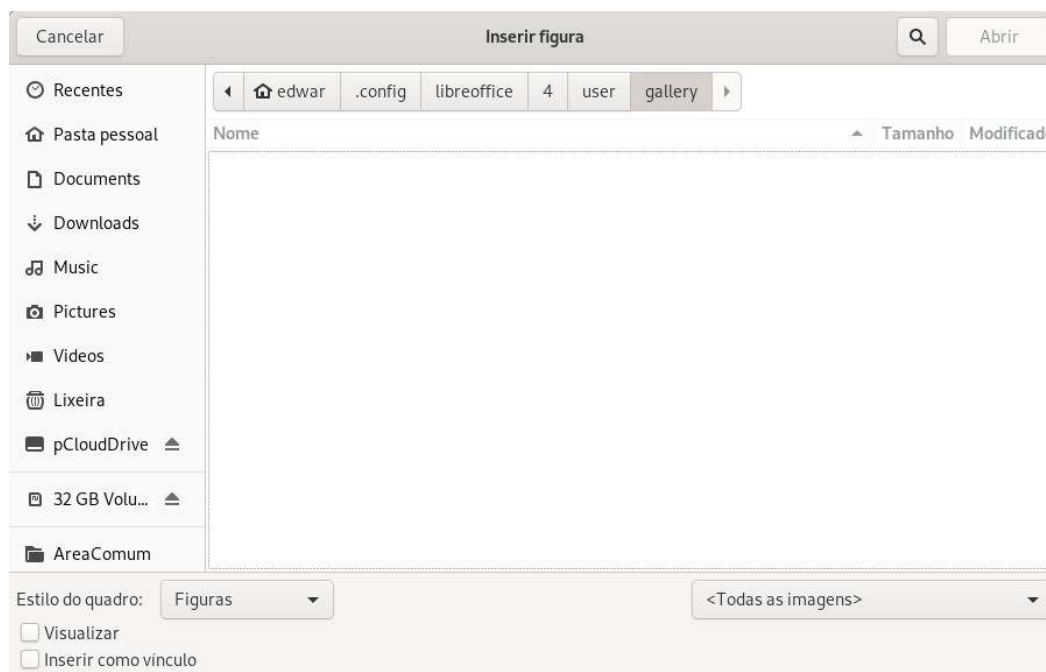 Cancelar Inserir figura Abrir
Recentes
Pasta pessoal
Documents
Downloads
Music
Pictures
Videos
Lixeira
pCloudDrive
32 GB Volu...
AreaComum
edwar .config libreoffice 4 user gallery
Nome Tamanho Modificad
Estilo do quadro: Figuras <Todas as imagens>
Visualizar
Inserir como vínculo